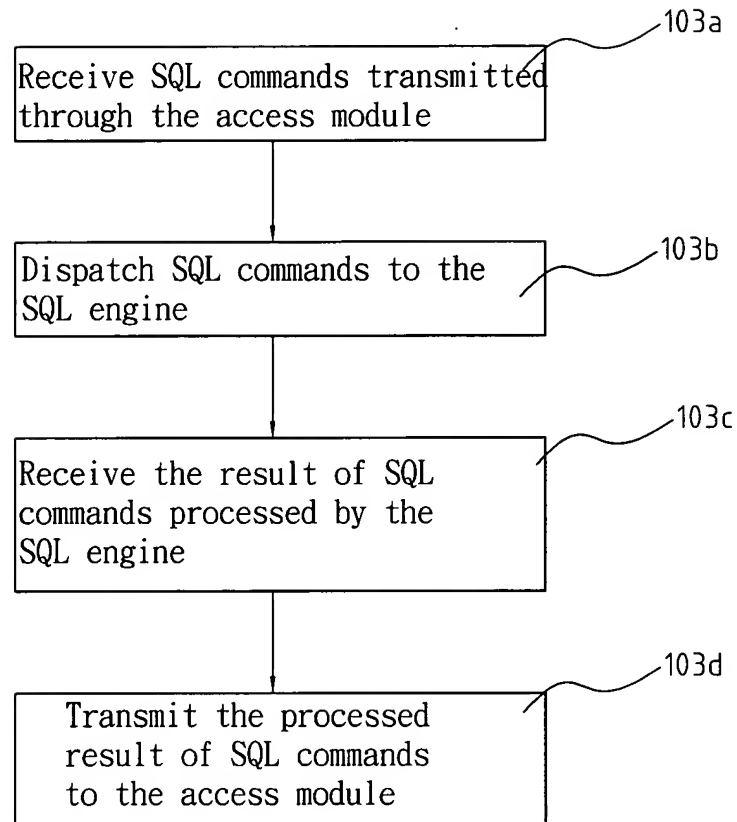 103a
Receive SQL commands transmitted
through the access module
103b
Dispatch SQL commands to the
SQL engine
103c
Receive the result of SQL
commands processed by the
SQL engine
103d
Transmit the processed
result of SQL commands
to the access module